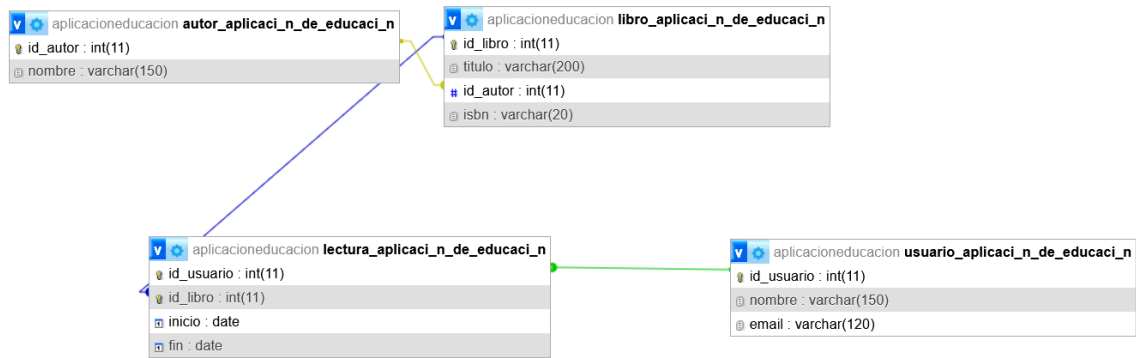 aplicacioneducacion autor_aplicaci_n_de_educaci_n
id_autor : int(11)
nombre : varchar(150)
aplicacioneducacion libro_aplicaci_n_de_educaci_n
id_libro : int(11)
titulo : varchar(200)
# id_autor : int(11)
isbn : varchar(20)
aplicacioneducacion lectura_aplicaci_n_de_educaci_n
id_usuario : int(11)
id_libro : int(11)
inicio : date
fin : date
aplicacioneducacion usuario_aplicaci_n_de_educaci_n
id_usuario : int(11)
nombre : varchar(150)
email : varchar(120)